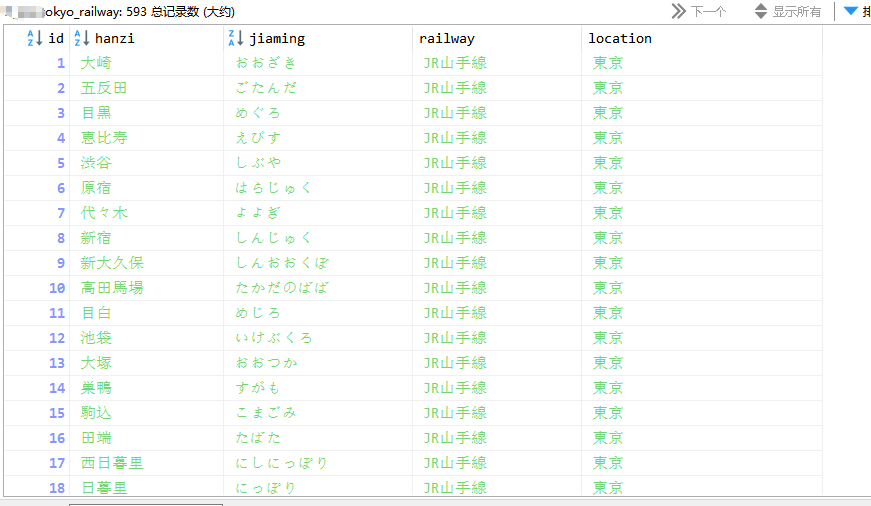 okyo_railway: 593 总记录数 (大约) 下一个 显示所有
id hanzi jiaming railway location
1 大崎 おおざき JR山手線 東京
2 五反田 ごたんだ JR山手線 東京
3 目黒 めぐろ JR山手線 東京
4 恵比寿 えびす JR山手線 東京
5 渋谷 しぶや JR山手線 東京
6 原宿 はらじゅく JR山手線 東京
7 代々木 よよぎ JR山手線 東京
8 新宿 しんじゅく JR山手線 東京
9 新大久保 しんおおくぼ JR山手線 東京
10 高田馬場 たかだのばば JR山手線 東京
11 目白 めじろ JR山手線 東京
12 池袋 いけぶくろ JR山手線 東京
13 大塚 おおつか JR山手線 東京
14 巣鴨 すがも JR山手線 東京
15 駒込 こまごみ JR山手線 東京
16 田端 たばた JR山手線 東京
17 西日暮里 にしにっぽり JR山手線 東京
18 日暮里 にっぽり JR山手線 東京